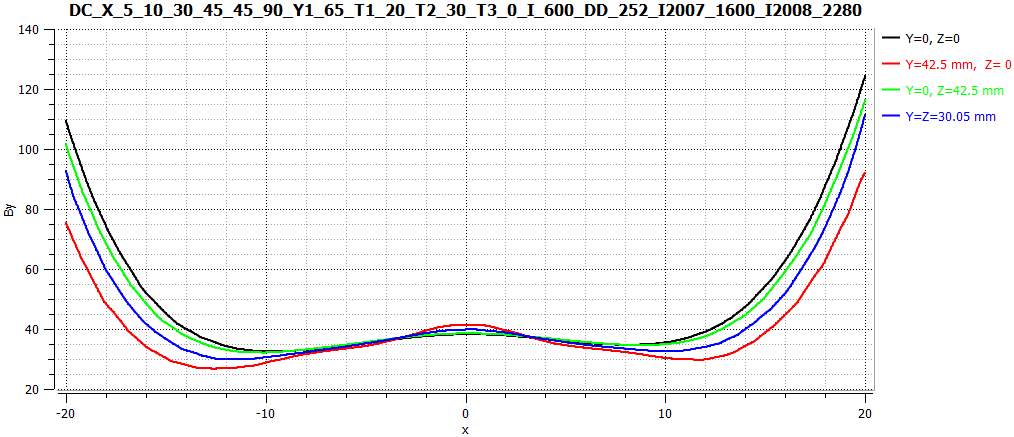 DC_X_5_10_30_45_45_90_Y1_65_T1_20_T2_30_T3_0_I_600_DD_252_I2007_1600_I2008_2280
140
120
100
80
60
40
20
By
-20 -10 0 10 20
x
Y=0, Z=0
Y=42.5 mm, Z= 0
Y=0, Z=42.5 mm
Y=Z=30.05 mm